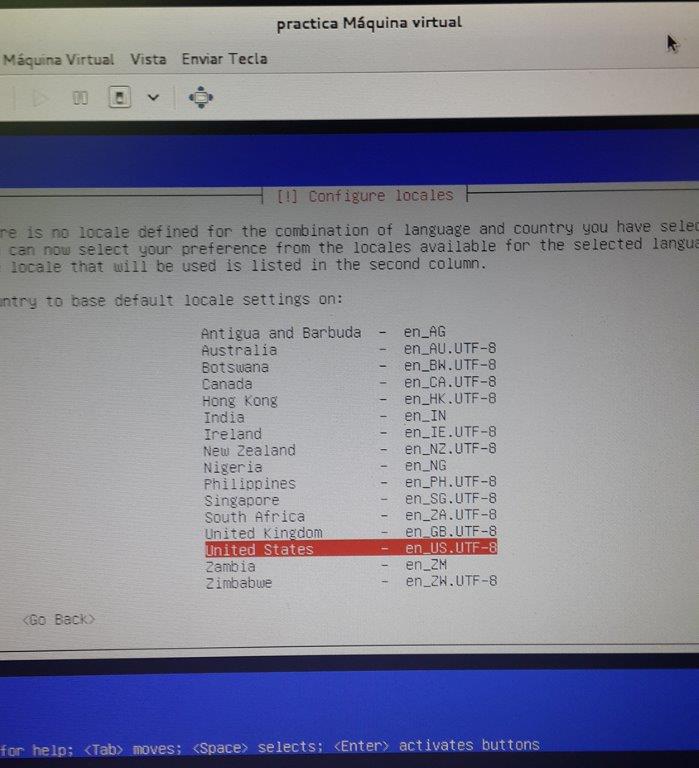 practica Máquina virtual
Máquina Virtual Vista Enviar Tecla
[!] Configure locales
is no locale defined for the combination of language and country you have
can now select your preference from the locales available for the selected
locale that will be used is listed in the second column.
to base default locale settings on:
Antigua and Barbuda - en_AG
Australia - en_AU.UTF-8
Botswana - en_BW.UTF-8
Canada - en_CA.UTF-8
Hong Kong - en_HK.UTF-8
India - en_IN
Ireland - en_IE.UTF-8
New Zealand - en_NZ.UTF-8
Nigeria - en_NG
Philippines - en_PH.UTF-8
Singapore - en_SG.UTF-8
South Africa - en_ZA.UTF-8
United Kingdom - en_GB.UTF-8
United States - en_US.UTF-8
Zambia - en_ZM
Zimbabwe - en_ZW.UTF-8
<Go Back>
for help; <Tab> moves; <Space> selects; <Enter> activates buttons